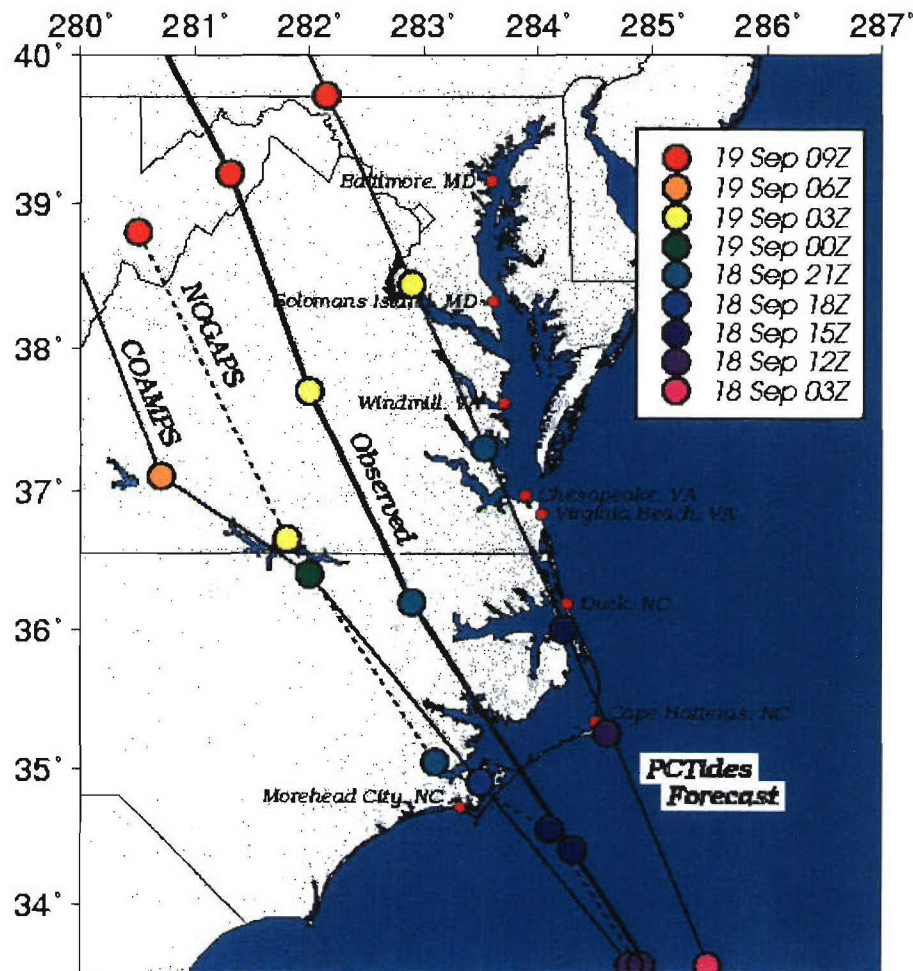 280° 281° 282° 283° 284° 285° 286° 287°
40°
39°
38°
37°
36°
35°
34°
19 Sep 09Z
19 Sep 06Z
19 Sep 03Z
19 Sep 00Z
18 Sep 21Z
18 Sep 18Z
18 Sep 15Z
18 Sep 12Z
18 Sep 03Z
Baltimore, MD
Solomans Island, MD
NOGAPS
COAMPS
Windmill, VA
Observed
Chesapeake, VA
Virginia Beach, VA
Duck, NC
Cape Hatteras, NC
PCTides
Forecast
Morehead City, NC